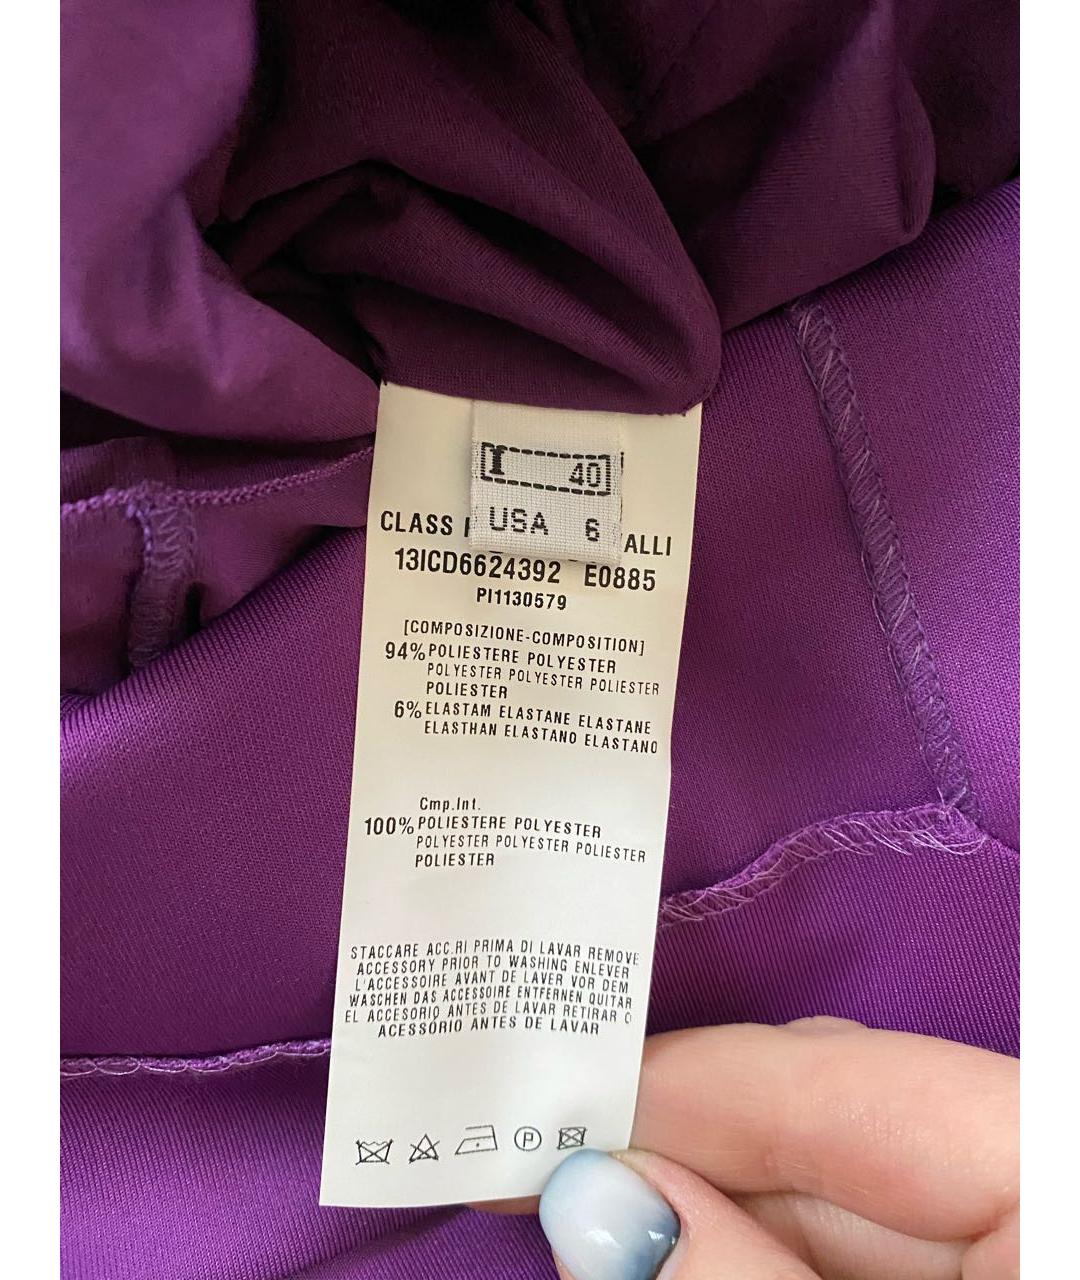 I 40
USA 6
CLASS ALLI
13ICD6624392 E0885
PI1130579
[COMPOSIZIONE-COMPOSITION]
94% POLIESTERE POLYESTER
POLYESTER POLYESTER POLIESTER
POLIESTER
6% ELASTAM ELASTANE ELASTANE
ELASTHAN ELASTANO ELASTANO
Cmp.Int.
100% POLIESTERE POLYESTER
POLYESTER POLYESTER POLIESTER
POLIESTER
STACCARE ACC.RI PRIMA DI LAVAR REMOVE
ACCESSORY PRIOR TO WASHING ENLEVER
L'ACCESSOIRE AVANT DE LAVER VOR DEM
WASCHEN DAS ACCESSOIRE ENTFERNEN QUITAR
EL ACCESORIO ANTES DE LAVAR RETIRAR O
ACESSÓRIO ANTES DE LAVAR
P